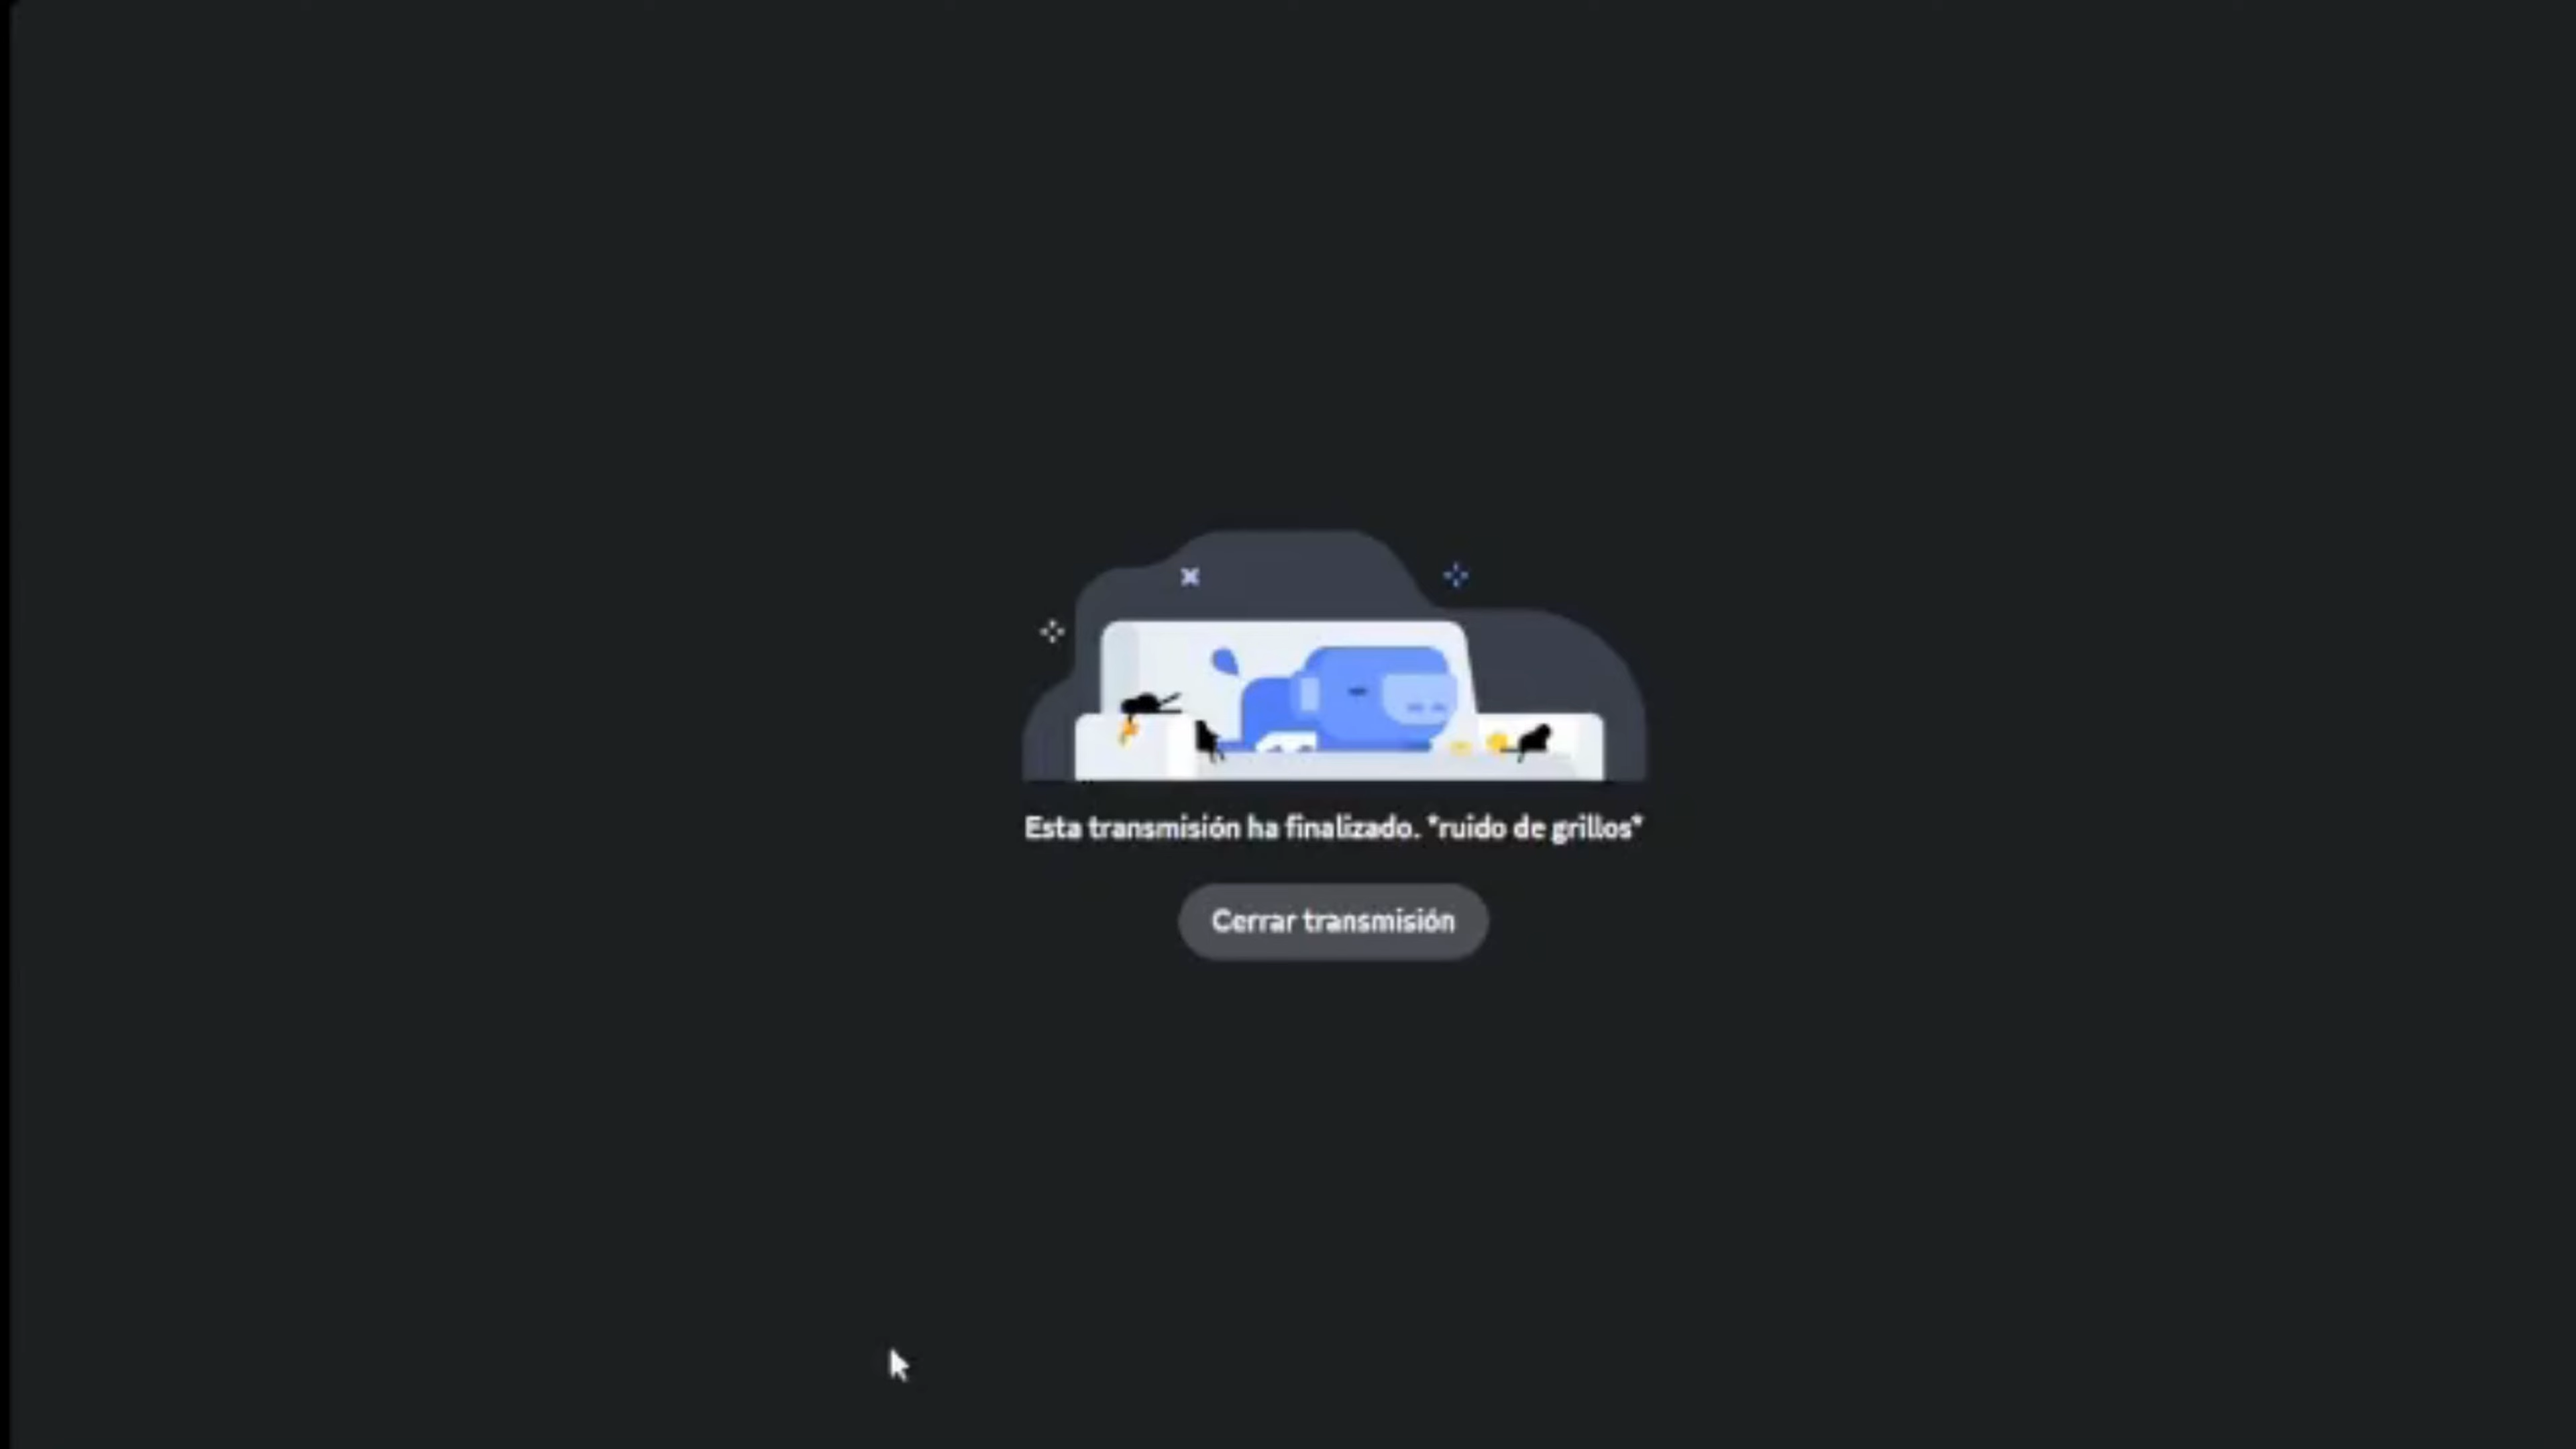 Esta transmisión ha finalizado. *ruido de grillos*
Cerrar transmisión